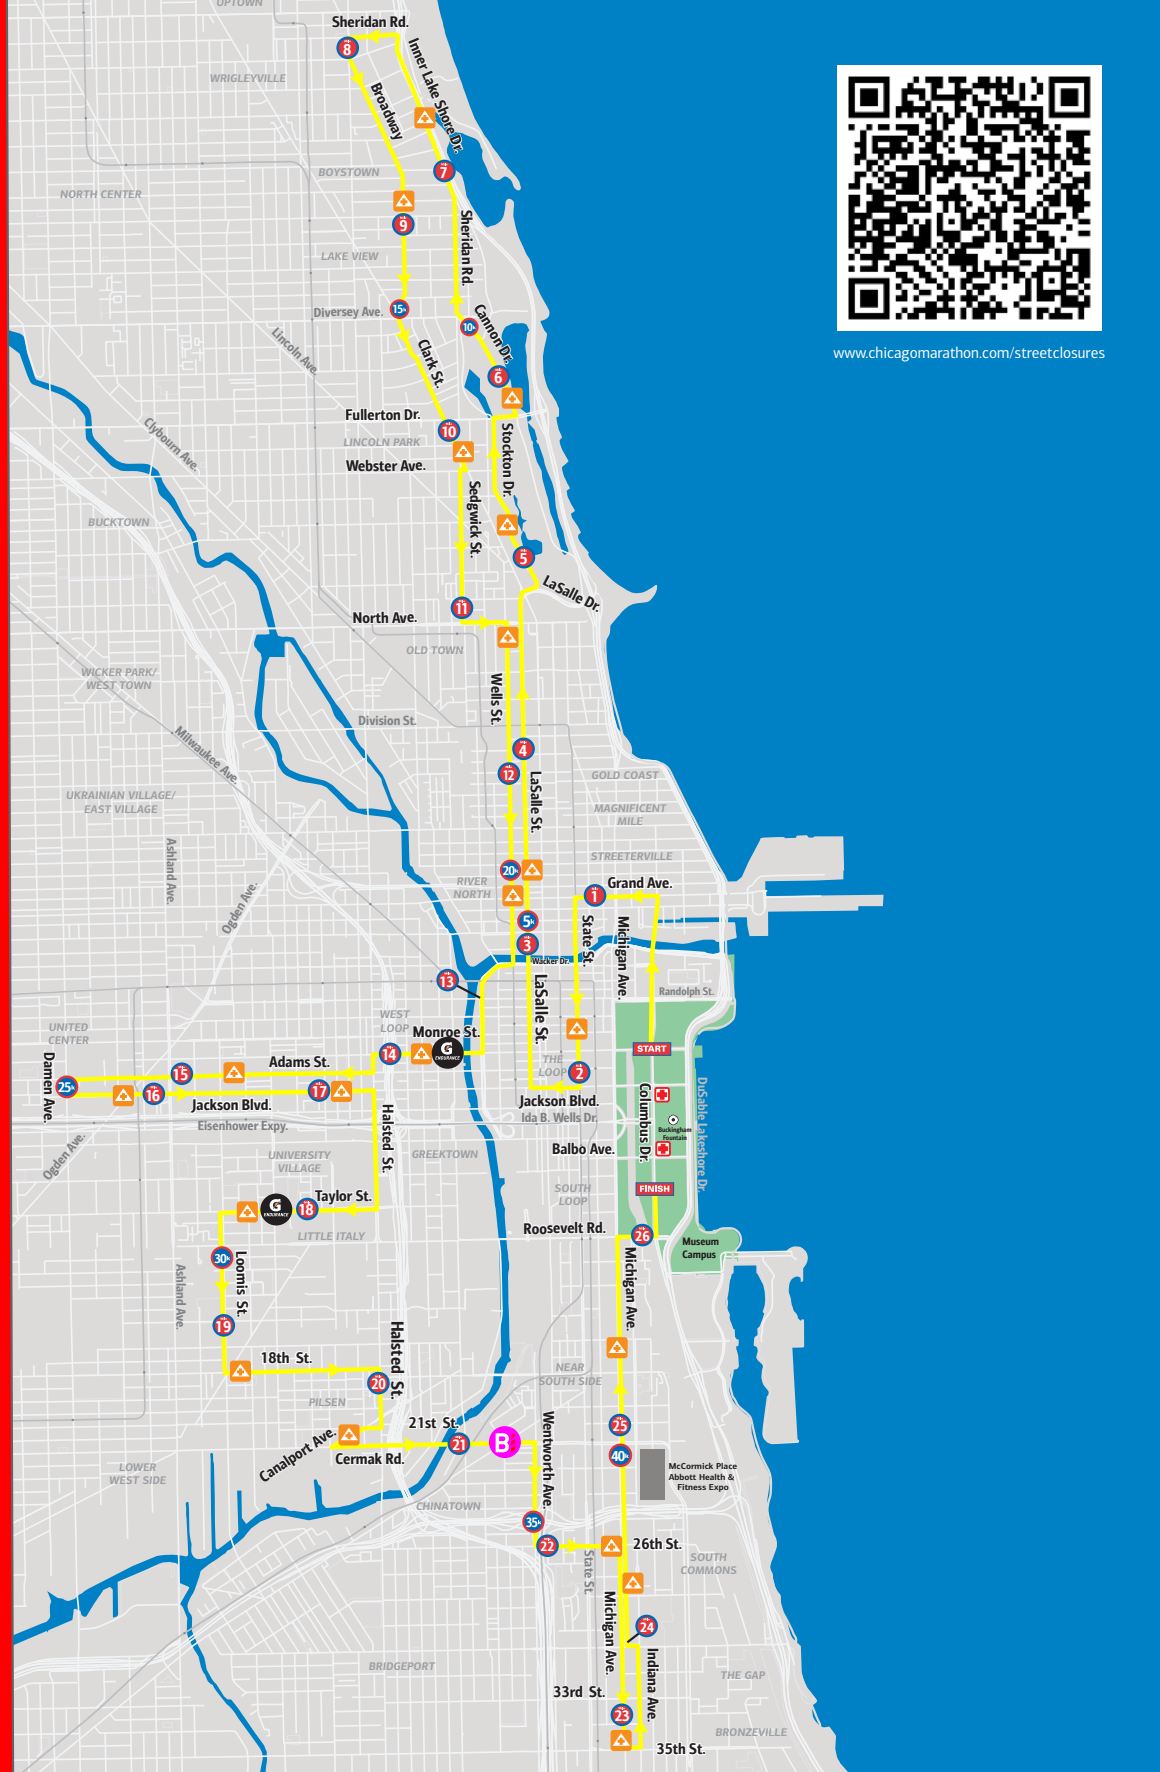 UPTOWN
Sheridan Rd.
8
Inner Lake Shore Dr.
WRIGLEYVILLE
Broadway
7
BOYSTOWN
NORTH CENTER
9
Sheridan Rd.
LAKE VIEW
Diversey Ave.
15k
10k
Cannon Dr.
Lincoln Ave.
Clark St.
6
www.chicagomarathon.com/streetclosures
Fullerton Dr.
10
LINCOLN PARK
Webster Ave.
Clybourn Ave.
Stockton Dr.
Sedgwick St.
BUCKTOWN
5
LaSalle Dr.
11
North Ave.
OLD TOWN
WICKER PARK/
WEST TOWN
Wells St.
Division St.
Milwaukee Ave.
4
12
GOLD COAST
LaSalle St.
UKRAINIAN VILLAGE/
EAST VILLAGE
MAGNIFICENT
MILE
Ashland Ave.
STREETERVILLE
20k
RIVER
NORTH
Grand Ave.
1
Ogden Ave.
5k
State St.
Michigan Ave.
3
Wacker Dr.
13
LaSalle St.
Randolph St.
WEST
LOOP
UNITED
CENTER
Monroe St.
G
ENDURANCE
START
14
Adams St.
THE
LOOP
15
2
Damen Ave.
25k
16
17
Jackson Blvd.
Jackson Blvd.
Columbus Dr.
DuSable Lakeshore Dr.
Ida B. Wells Dr.
Eisenhower Expy.
Buckingham
Fountain
Halsted St.
Ogden Ave.
UNIVERSITY
VILLAGE
GREEKTOWN
Balbo Ave.
SOUTH
LOOP
FINISH
Taylor St.
G
ENDURANCE
18
LITTLE ITALY
Roosevelt Rd.
26
Museum
Campus
30k
Loomis St.
Ashland Ave.
Michigan Ave.
19
Halsted St.
18th St.
NEAR
SOUTH SIDE
20
PILSEN
21st St.
Wentworth Ave.
25
Canalport Ave.
21
B
Cermak Rd.
40k
LOWER
WEST SIDE
McCormick Place
Abbott Health &
Fitness Expo
CHINATOWN
35k
22
26th St.
State St.
SOUTH
COMMONS
Michigan Ave.
24
BRIDGEPORT
Indiana Ave.
THE GAP
33rd St.
23
BRONZEVILLE
35th St.